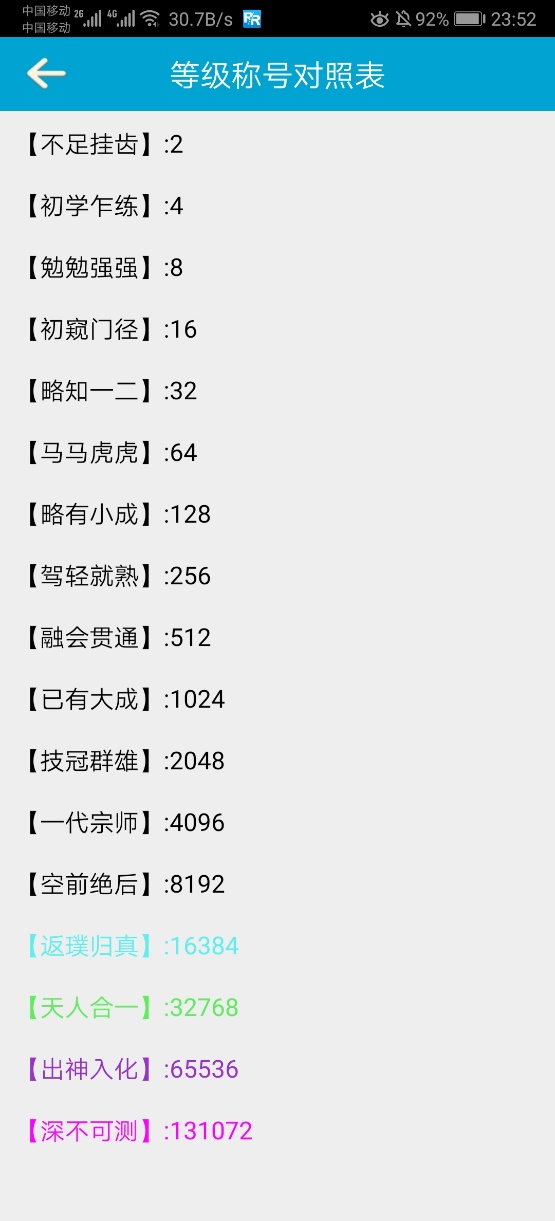 中国移动 2G 4G 30.7B/s 92% 23:52
中国移动
等级称号对照表
【不足挂齿】:2
【初学乍练】:4
【勉勉强强】:8
【初窥门径】:16
【略知一二】:32
【马马虎虎】:64
【略有小成】:128
【驾轻就熟】:256
【融会贯通】:512
【已有大成】:1024
【技冠群雄】:2048
【一代宗师】:4096
【空前绝后】:8192
【返璞归真】:16384
【天人合一】:32768
【出神入化】:65536
【深不可测】:131072